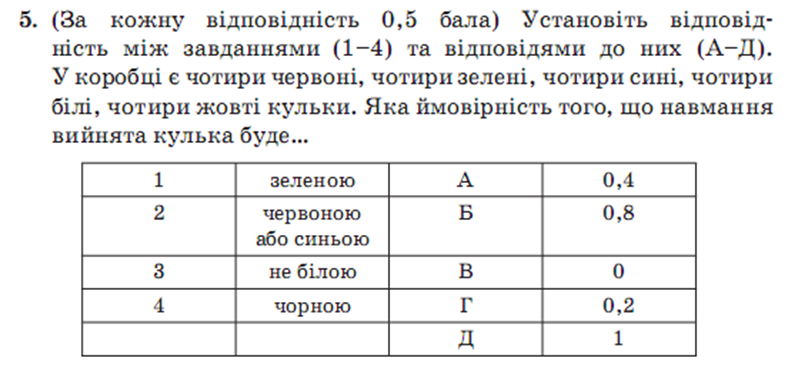 5. (За кожну відповідність 0,5 бала) Установіть відповід-
ність між завданнями (1–4) та відповідями до них (А–Д).
У коробці є чотири червоні, чотири зелені, чотири сині, чотири
білі, чотири жовті кульки. Яка ймовірність того, що навмання
вийнята кулька буде...
1 зеленою А 0,4
2 червоною Б 0,8
або синьою
3 не білою В 0
4 чорною Г 0,2
Д 1